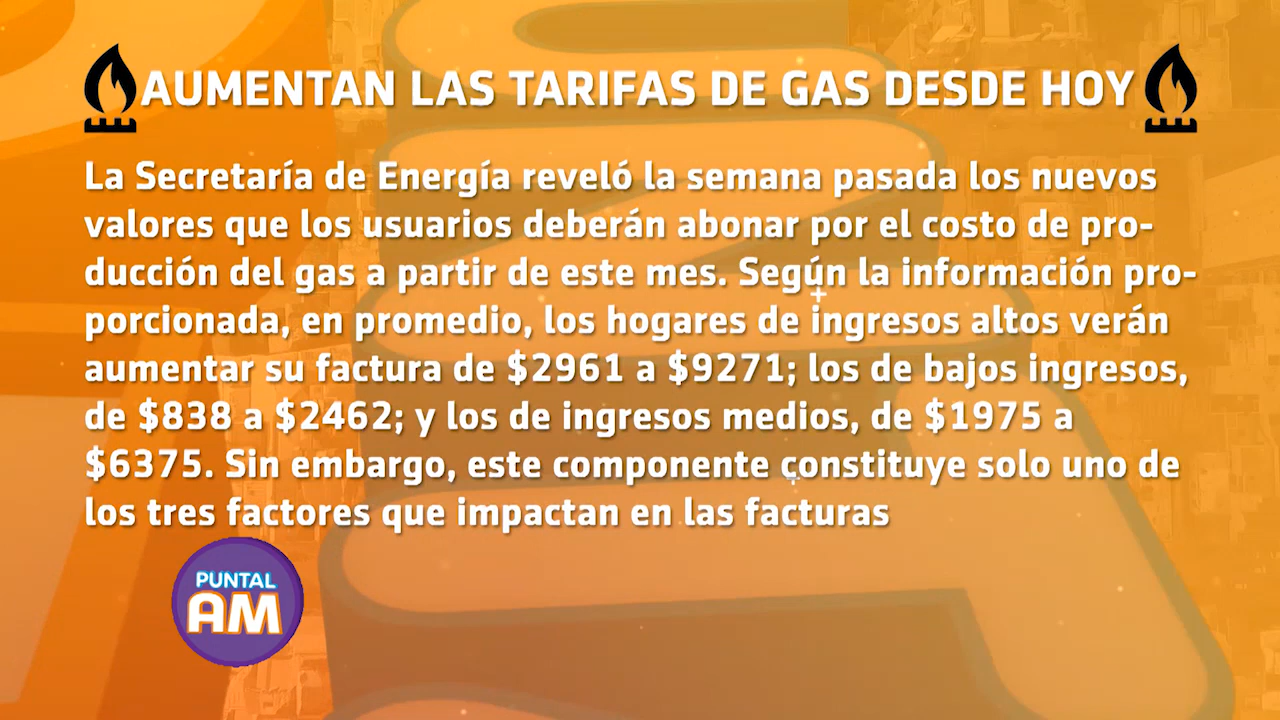 AUMENTAN LAS TARIFAS DE GAS DESDE HOY
La Secretaría de Energía reveló la semana pasada los nuevos
valores que los usuarios deberán abonar por el costo de pro-
ducción del gas a partir de este mes. Según la información pro-
porcionada, en promedio, los hogares de ingresos altos verán
aumentar su factura de $2961 a $9271; los de bajos ingresos,
de $838 a $2462; y los de ingresos medios, de $1975 a
$6375. Sin embargo, este componente constituye solo uno de
los tres factores que impactan en las facturas
PUNTAL
AM